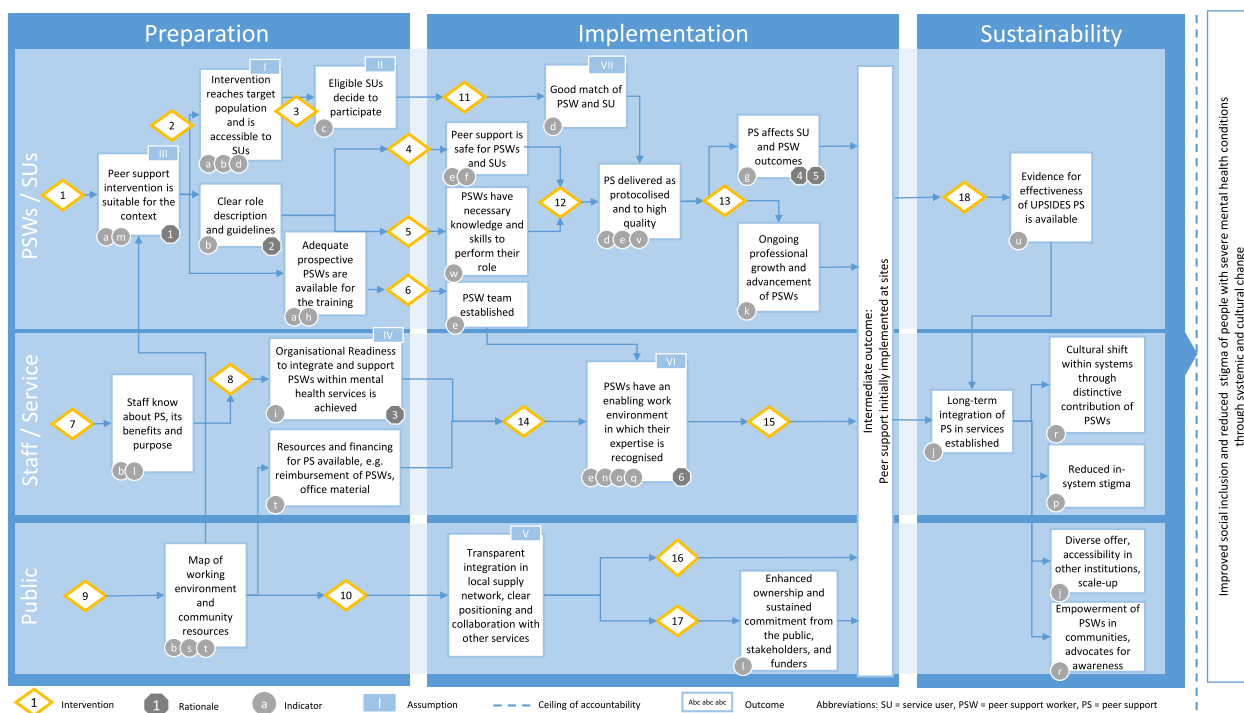 Preparation
Implementation
Sustainability
PSWs / SUs
Staff / Service
Public
1
III
Peer support
intervention is
suitable for the
context
a m
1
2
I
Intervention
reaches target
population
and is
accessible to
SUs
a b d
3
II
Eligible SUs
decide to
participate
c
Clear role
description
and guidelines
b
2
Adequate
prospective
PSWs are
available for
the training
a h
11
VII
Good match of
PSW and SU
d
4
Peer support is
safe for PSWs
and SUs
e f
5
PSWs have
necessary
knowledge and
skills to
perform their
role
w
6
PSW team
established
e
12
PS delivered as
protocolised
and to high
quality
d e v
13
PS affects SU
and PSW
outcomes
g
4 5
Ongoing
professional
growth and
advancement
of PSWs
k
18
Evidence for
effectiveness
of UPSIDES PS
is available
u
7
Staff know
about PS, its
benefits and
purpose
b l
8
IV
Organisational Readiness
to integrate and support
PSWs within mental
health services is
achieved
i
3
Resources and financing
for PS available, e.g.
reimbursement of PSWs,
office material
t
14
VI
PSWs have an
enabling work
environment
in which their
expertise is
recognised
e n o q
6
15
Intermediate outcome:
Peer support initially implemented at sites
Long-term
integration of
PS in services
established
j
Cultural shift
within systems
through
distinctive
contribution of
PSWs
r
Reduced in-
system stigma
p
9
Map of
working
environment
and
community
resources
b s t
10
V
Transparent
integration in
local supply
network, clear
positioning and
collaboration with
other services
16
17
Enhanced
ownership and
sustained
commitment from
the public,
stakeholders, and
funders
l
Diverse offer,
accessibility in
other institutions,
scale-up
j
Empowerment of
PSWs in
communities,
advocates for
awareness
r
Improved social inclusion and reduced stigma of people with severe mental health conditions
through systemic and cultural change
1 Intervention
1 Rationale
a Indicator
I Assumption
Ceiling of accountability
Abc abc abc Outcome
Abbreviations: SU = service user, PSW = peer support worker, PS = peer support